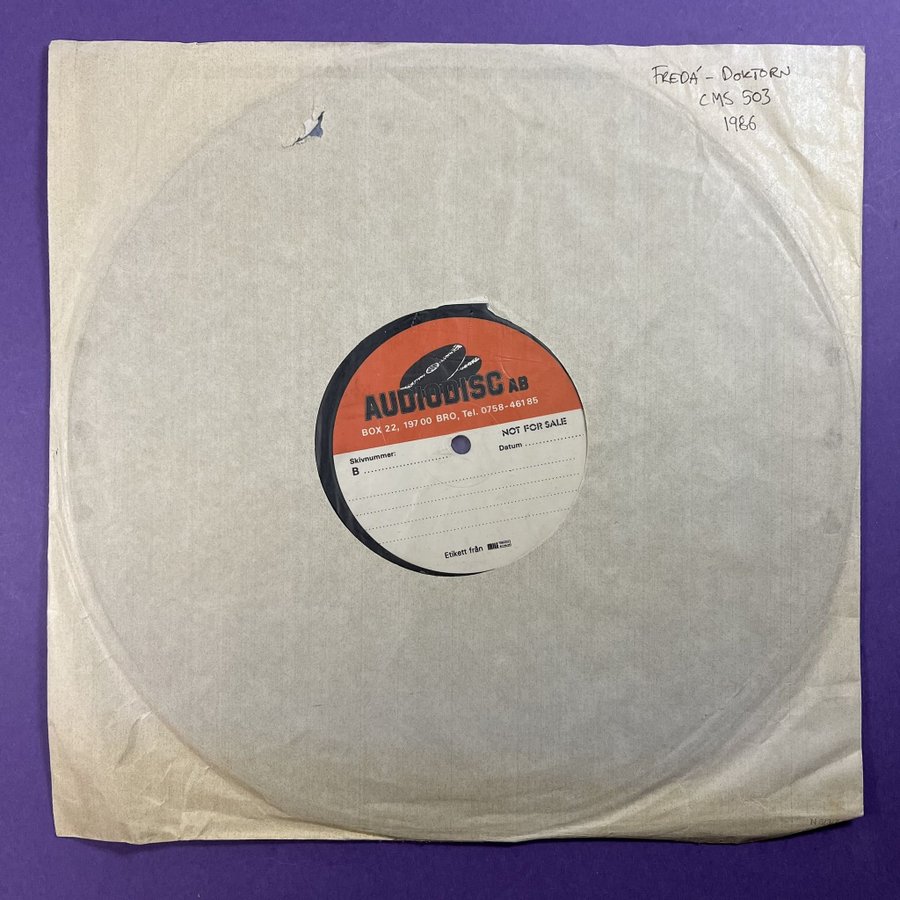 FREDÁ - DOKTORN
CMS 503
1986
AUDIODISC AB
BOX 22, 197 00 BRO, Tel. 0758-461 85
NOT FOR SALE
Skivnummer:
Datum
B
Etikett från